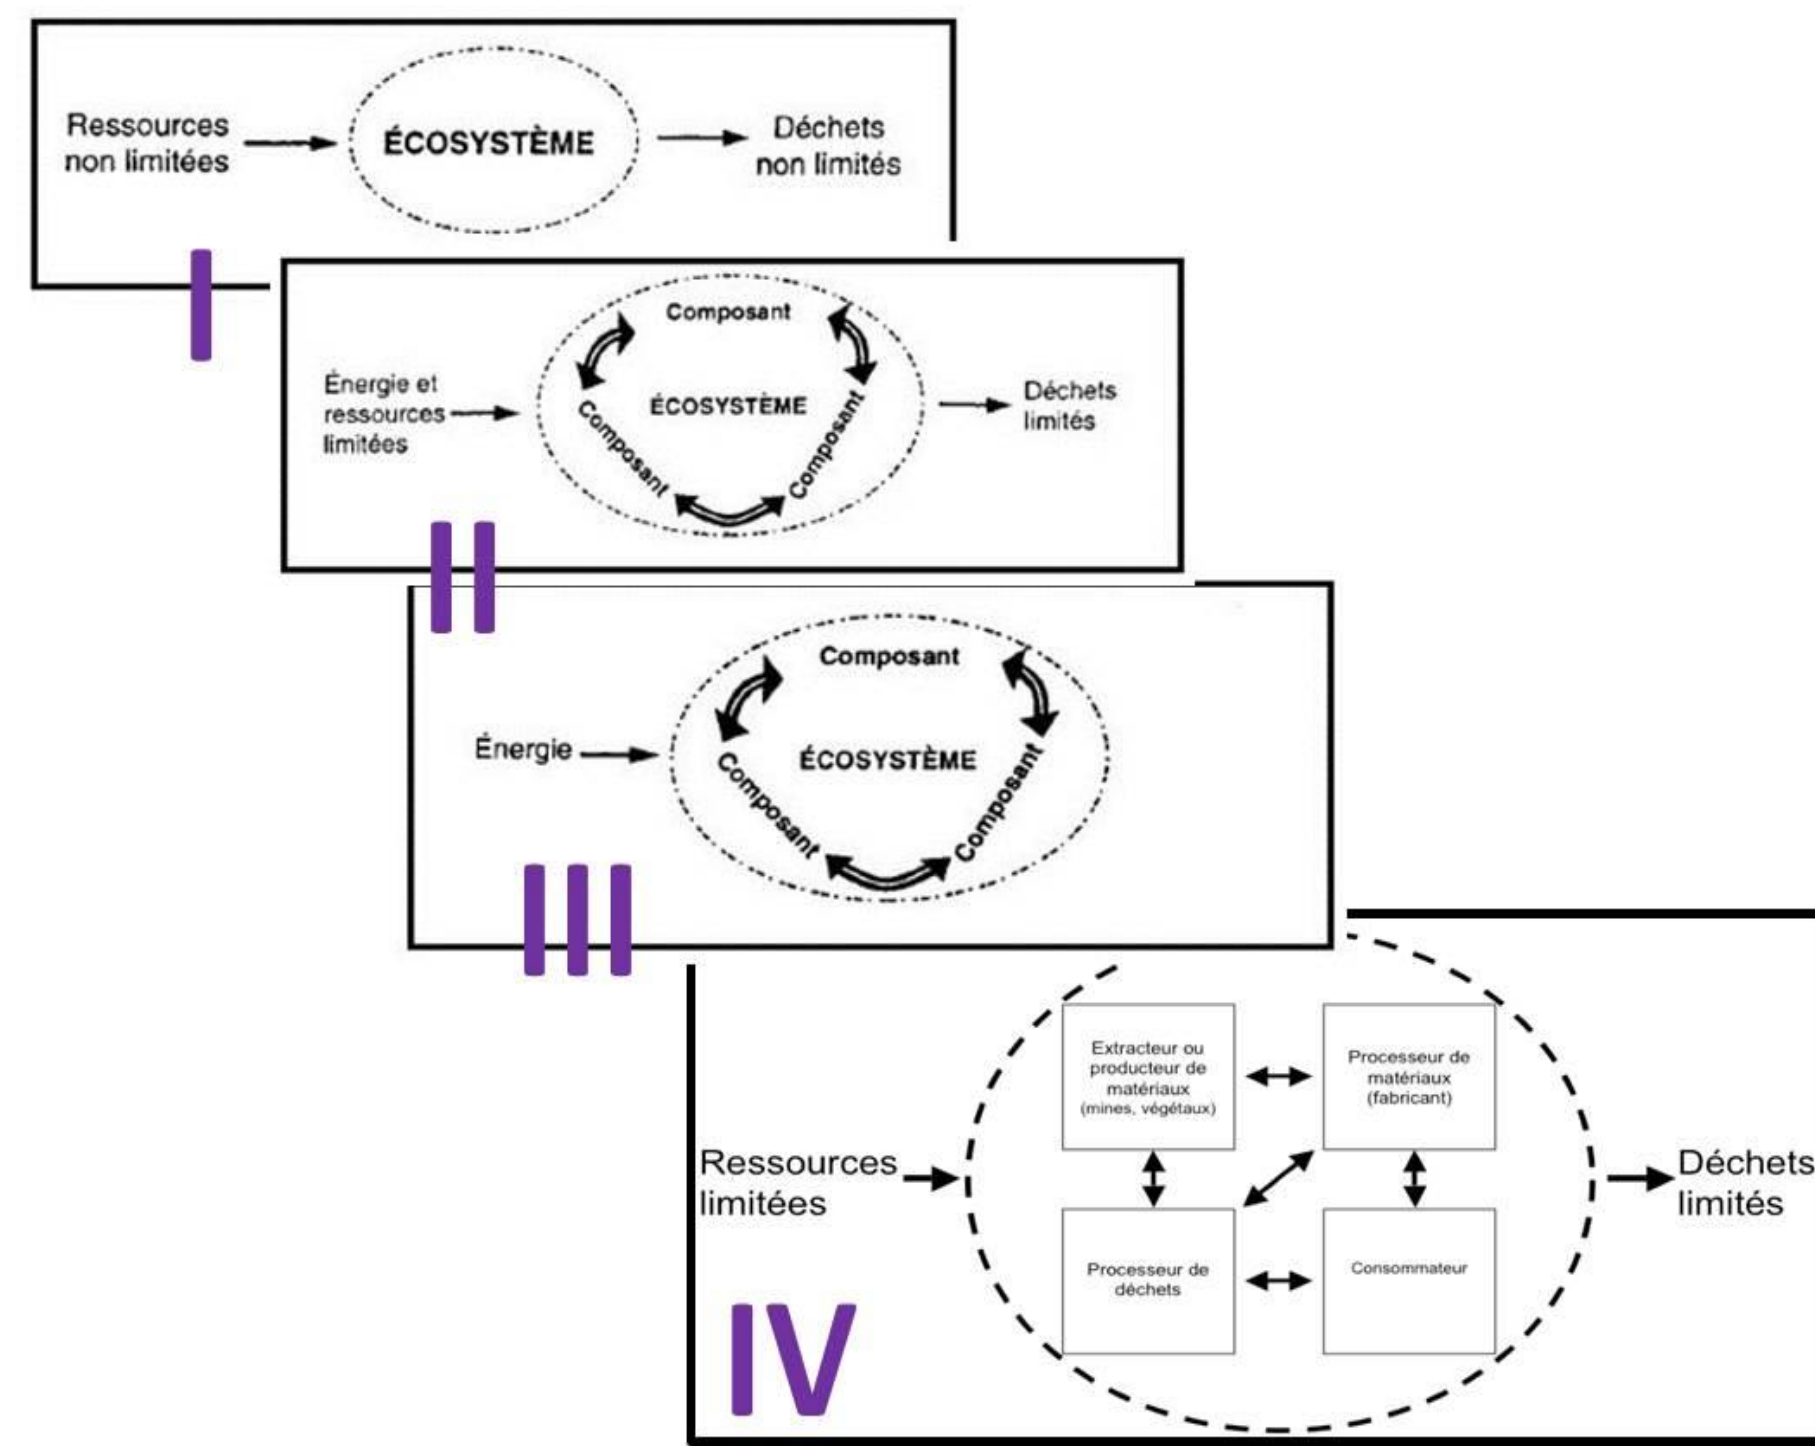 Ressources
non limitées
ÉCOSYSTÈME
Déchets
non limités
I
Composant
Énergie et
ressources
limitées
Composant
ÉCOSYSTÈME
Composant
Déchets
limités
II
Composant
Énergie
Composant
ÉCOSYSTÈME
Composant
III
Extracteur ou
producteur de
matériaux
(mines, végétaux)
Processeur de
matériaux
(fabricant)
Ressources
limitées
Déchets
limités
Processeur de
déchets
Consommateur
IV